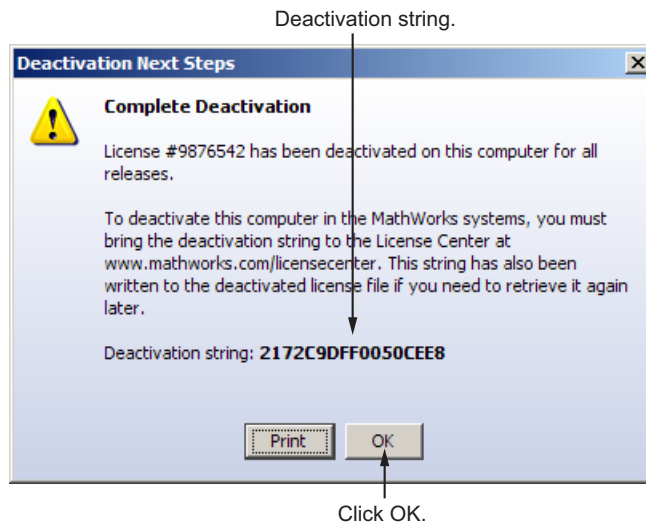 Deactivation string.
Deactivation Next Steps
Complete Deactivation
License #9876542 has been deactivated on this computer for all
releases.
To deactivate this computer in the MathWorks systems, you must
bring the deactivation string to the License Center at
www.mathworks.com/licensecenter. This string has also been
written to the deactivated license file if you need to retrieve it again
later.
Deactivation string: 2172C9DFF0050CEE8
Print OK
Click OK.